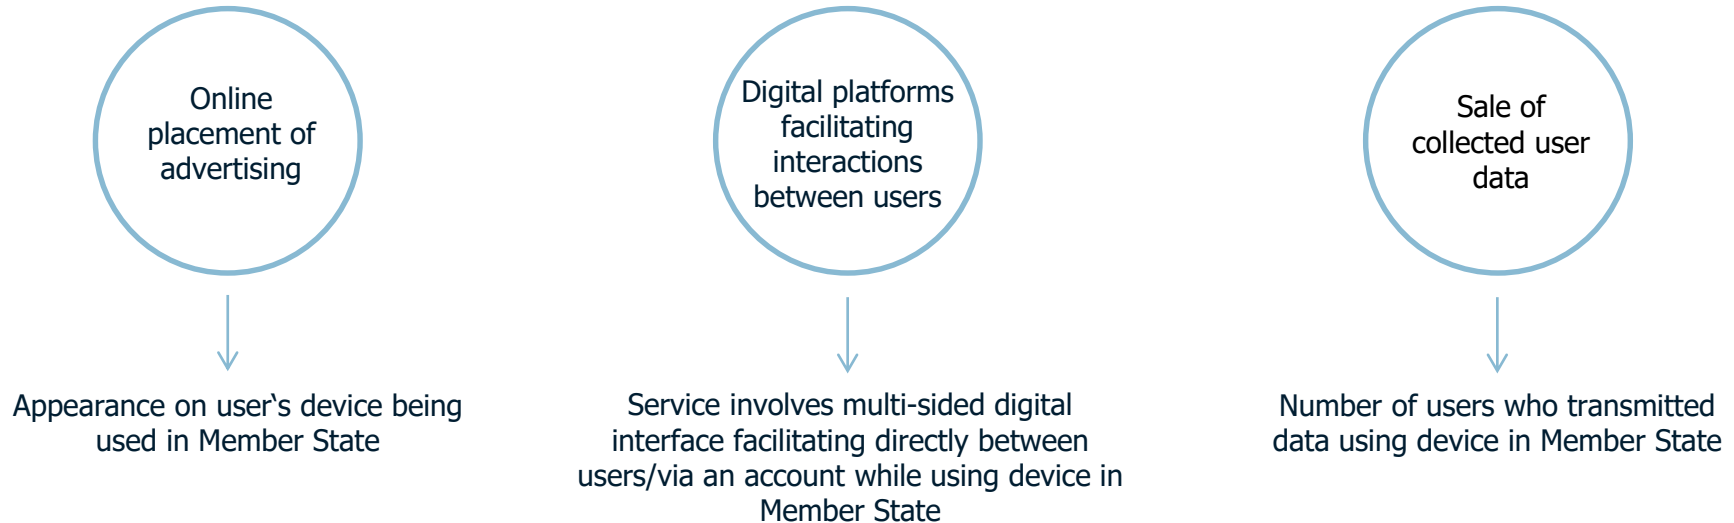 Online
placement of
advertising
Digital platforms
facilitating
interactions
between users
Sale of
collected user
data
Appearance on user‘s device being
used in Member State
Service involves multi-sided digital
interface facilitating directly between
users/via an account while using device in
Member State
Number of users who transmitted
data using device in Member State